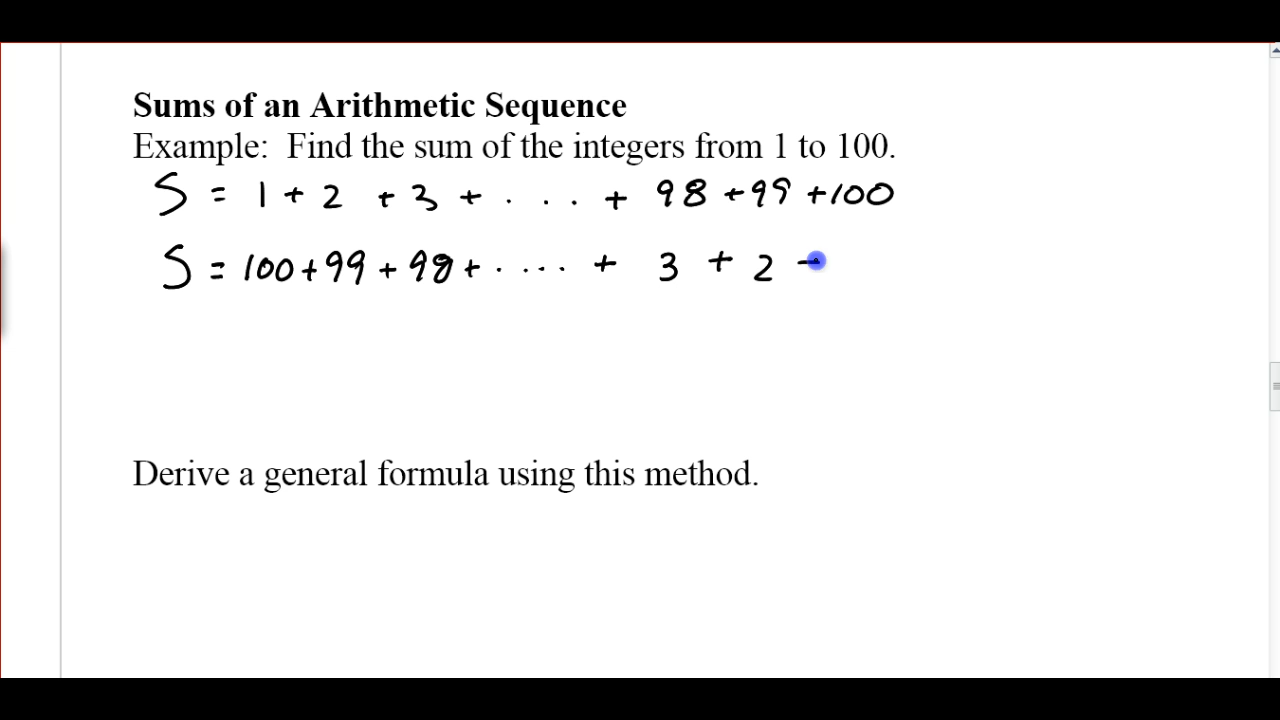 Sums of an Arithmetic Sequence
Example: Find the sum of the integers from 1 to 100.
S = 1 + 2 + 3 + . . . + 98 + 99 + 100
S = 100 + 99 + 98 + . . . . + 3 + 2 -
Derive a general formula using this method.